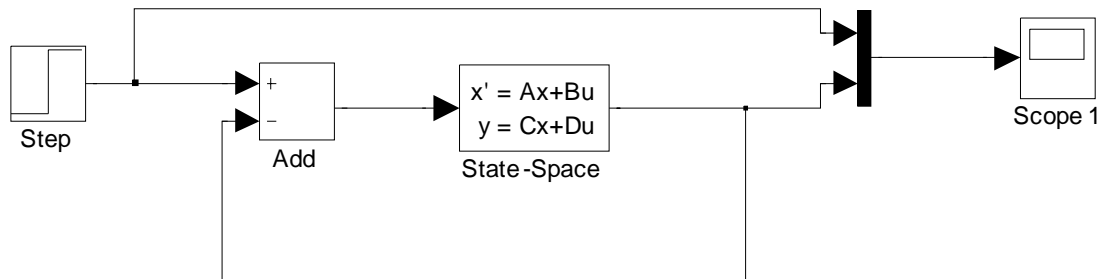 Step
+
−
Add
x' = Ax+Bu
y = Cx+Du
State-Space
Scope 1